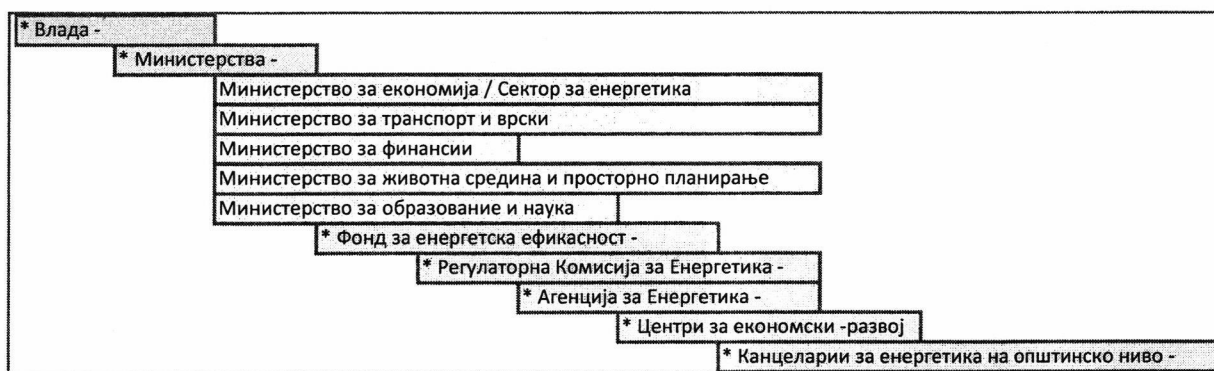 * Влада -
* Министерства -
Министерство за економија / Сектор за енергетика
Министерство за транспорт и врски
Министерство за финансии
Министерство за животна средина и просторно планирање
Министерство за образование и наука
* Фонд за енергетска ефикасност -
* Регулаторна Комисија за Енергетика -
* Агенција за Енергетика -
* Центри за економски -развој
* Канцеларии за енергетика на општинско ниво -